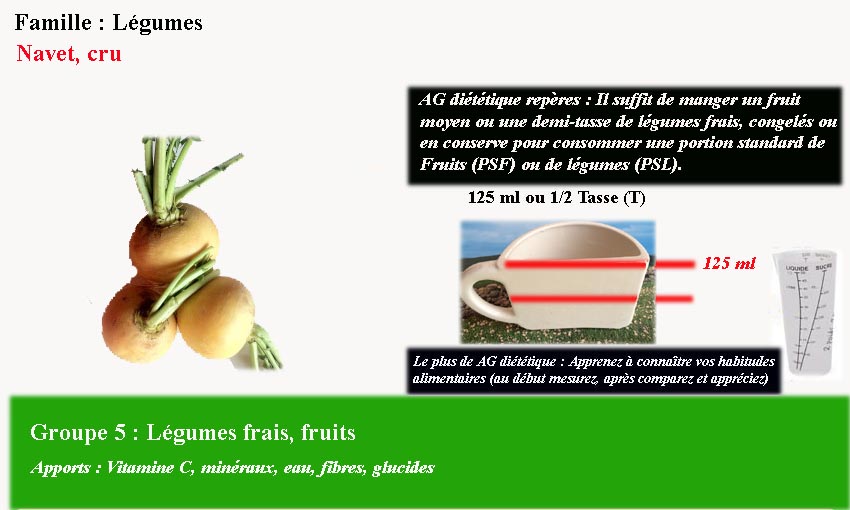 Famille : Légumes
Navet, cru
AG diététique repères : Il suffit de manger un fruit
moyen ou une demi-tasse de légumes frais, congelés ou
en conserve pour consommer une portion standard de
Fruits (PSF) ou de légumes (PSL).
125 ml ou 1/2 Tasse (T)
125 ml
LIQUIDE SUCRE
Le plus de AG diététique : Apprenez à connaître vos habitudes
alimentaires (au début mesurez, après comparez et appréciez)
Groupe 5 : Légumes frais, fruits
Apports : Vitamine C, minéraux, eau, fibres, glucides